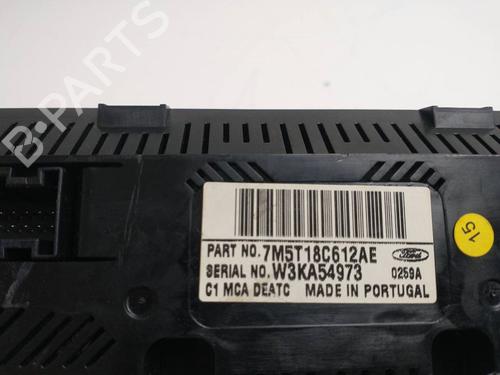 B-PARTS
PART NO. 7M5T18C612AE
SERIAL NO. W3KA54973
C1 MCA DEATC MADE IN PORTUGAL
Ford
0259A
15